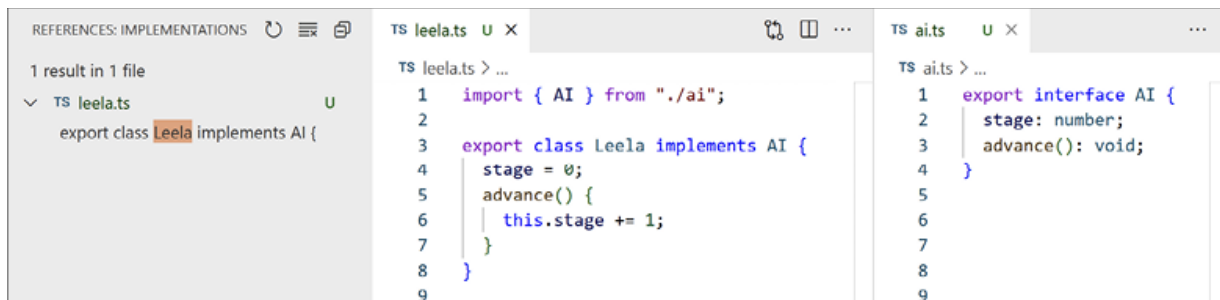 REFERENCES: IMPLEMENTATIONS
1 result in 1 file
TS leela.ts U
export class Leela implements AI {
TS leela.ts U
TS leela.ts > ...
1 import { AI } from "./ai";
2
3 export class Leela implements AI {
4 stage = 0;
5 advance() {
6 this.stage += 1;
7 }
8 }
9
TS ai.ts U
TS ai.ts > ...
1 export interface AI {
2 stage: number;
3 advance(): void;
4 }
5
6
7
8
9